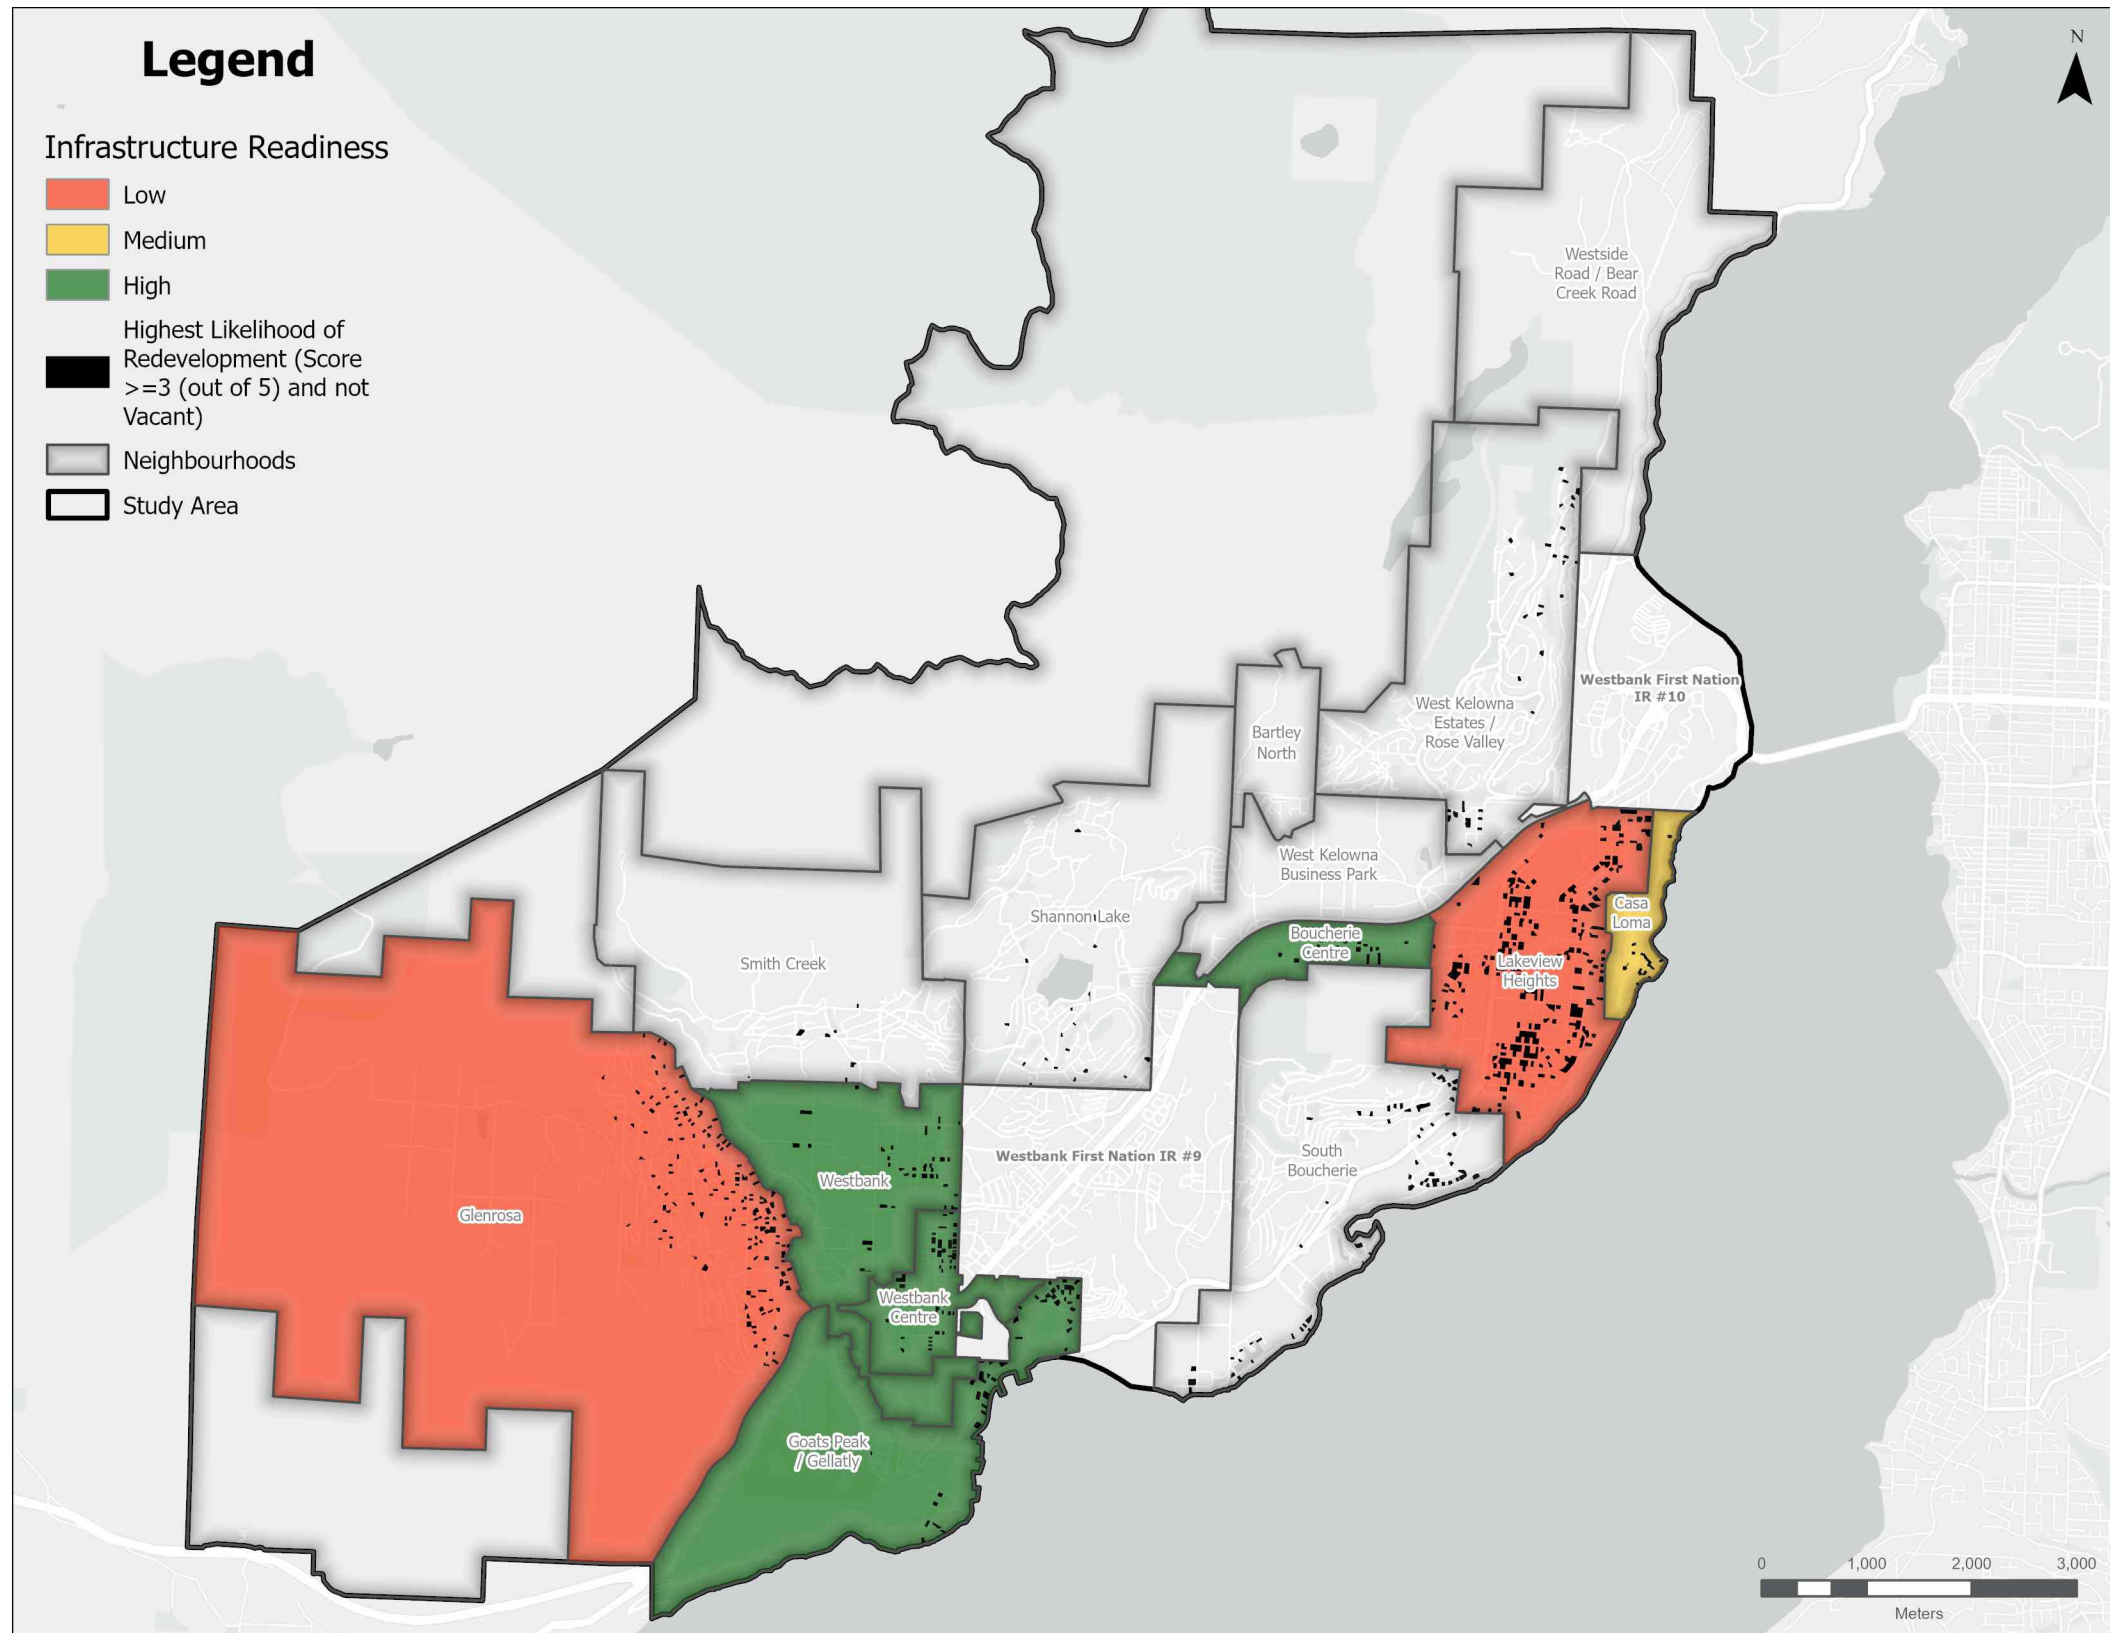 Legend
Infrastructure Readiness
Low
Medium
High
Highest Likelihood of
Redevelopment (Score
>=3 (out of 5) and not
Vacant)
Neighbourhoods
Study Area
N
Westside
Road / Bear
Creek Road
Westbank First Nation
IR #10
West Kelowna
Estates /
Rose Valley
Bartley
North
West Kelowna
Business Park
Casa
Loma
Shannon Lake
Boucherie
Centre
Lakeview
Heights
Smith Creek
Westbank First Nation IR #9
South
Boucherie
Westbank
Glenrosa
Westbank
Centre
Goats Peak
/ Gellatly
0 1,000 2,000 3,000
Meters